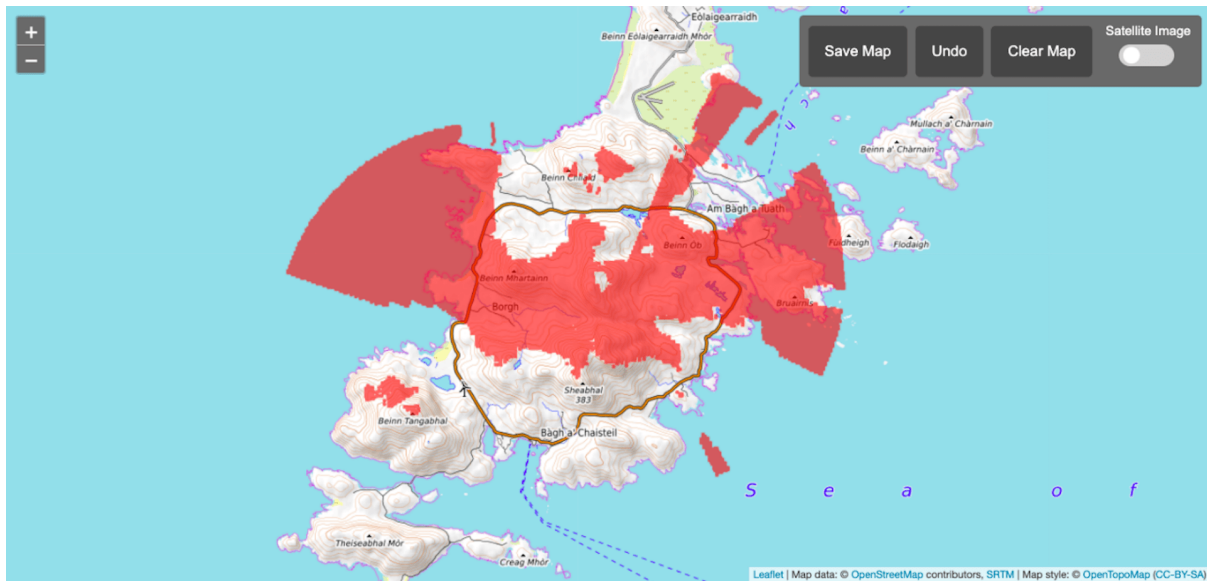 +
−
Eòlaigearraidh
Beinn Eòlaigearraidh Mhòr
Save Map
Undo
Clear Map
Satellite Image
Mullach a' Chàrnain
Beinn a' Chàrnain
Beinn Chliaid
Am Bàgh a Tuath
Fùidheigh
Flodaigh
Beinn Ob
Beinn Mhartainn
Borgh
Bruairnis
Sheabhal
383
Beinn Tangabhal
Bàgh a' Chaisteil
S e a o f
Theiseabhal Mòr
Creag Mhòr
Leaflet | Map data: © OpenStreetMap contributors, SRTM | Map style: © OpenTopoMap (CC-BY-SA)